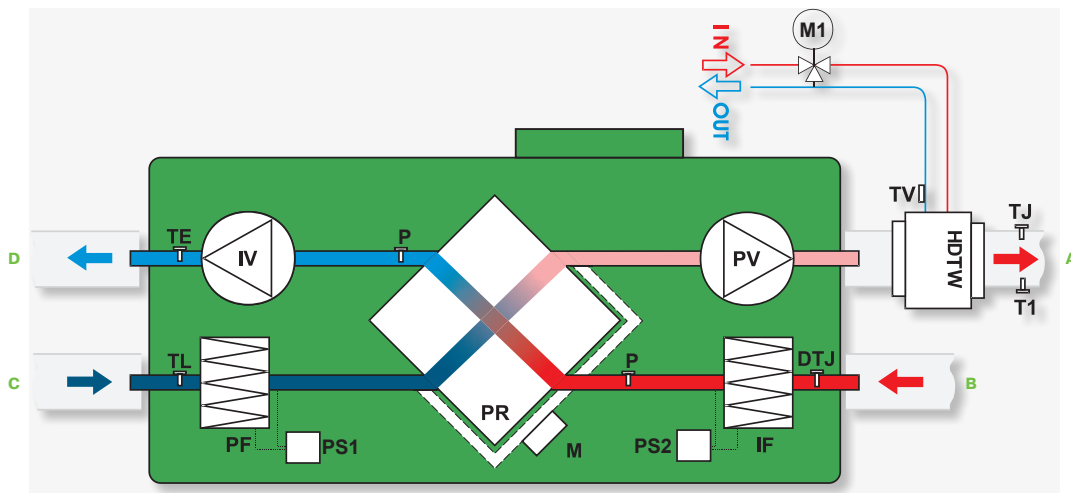 IN
M1
OUT
TV
TJ
D
TE
IV
P
PV
HDTW
A
T1
C
TL
P
DTJ
B
PR
PF
PS1
M
PS2
IF